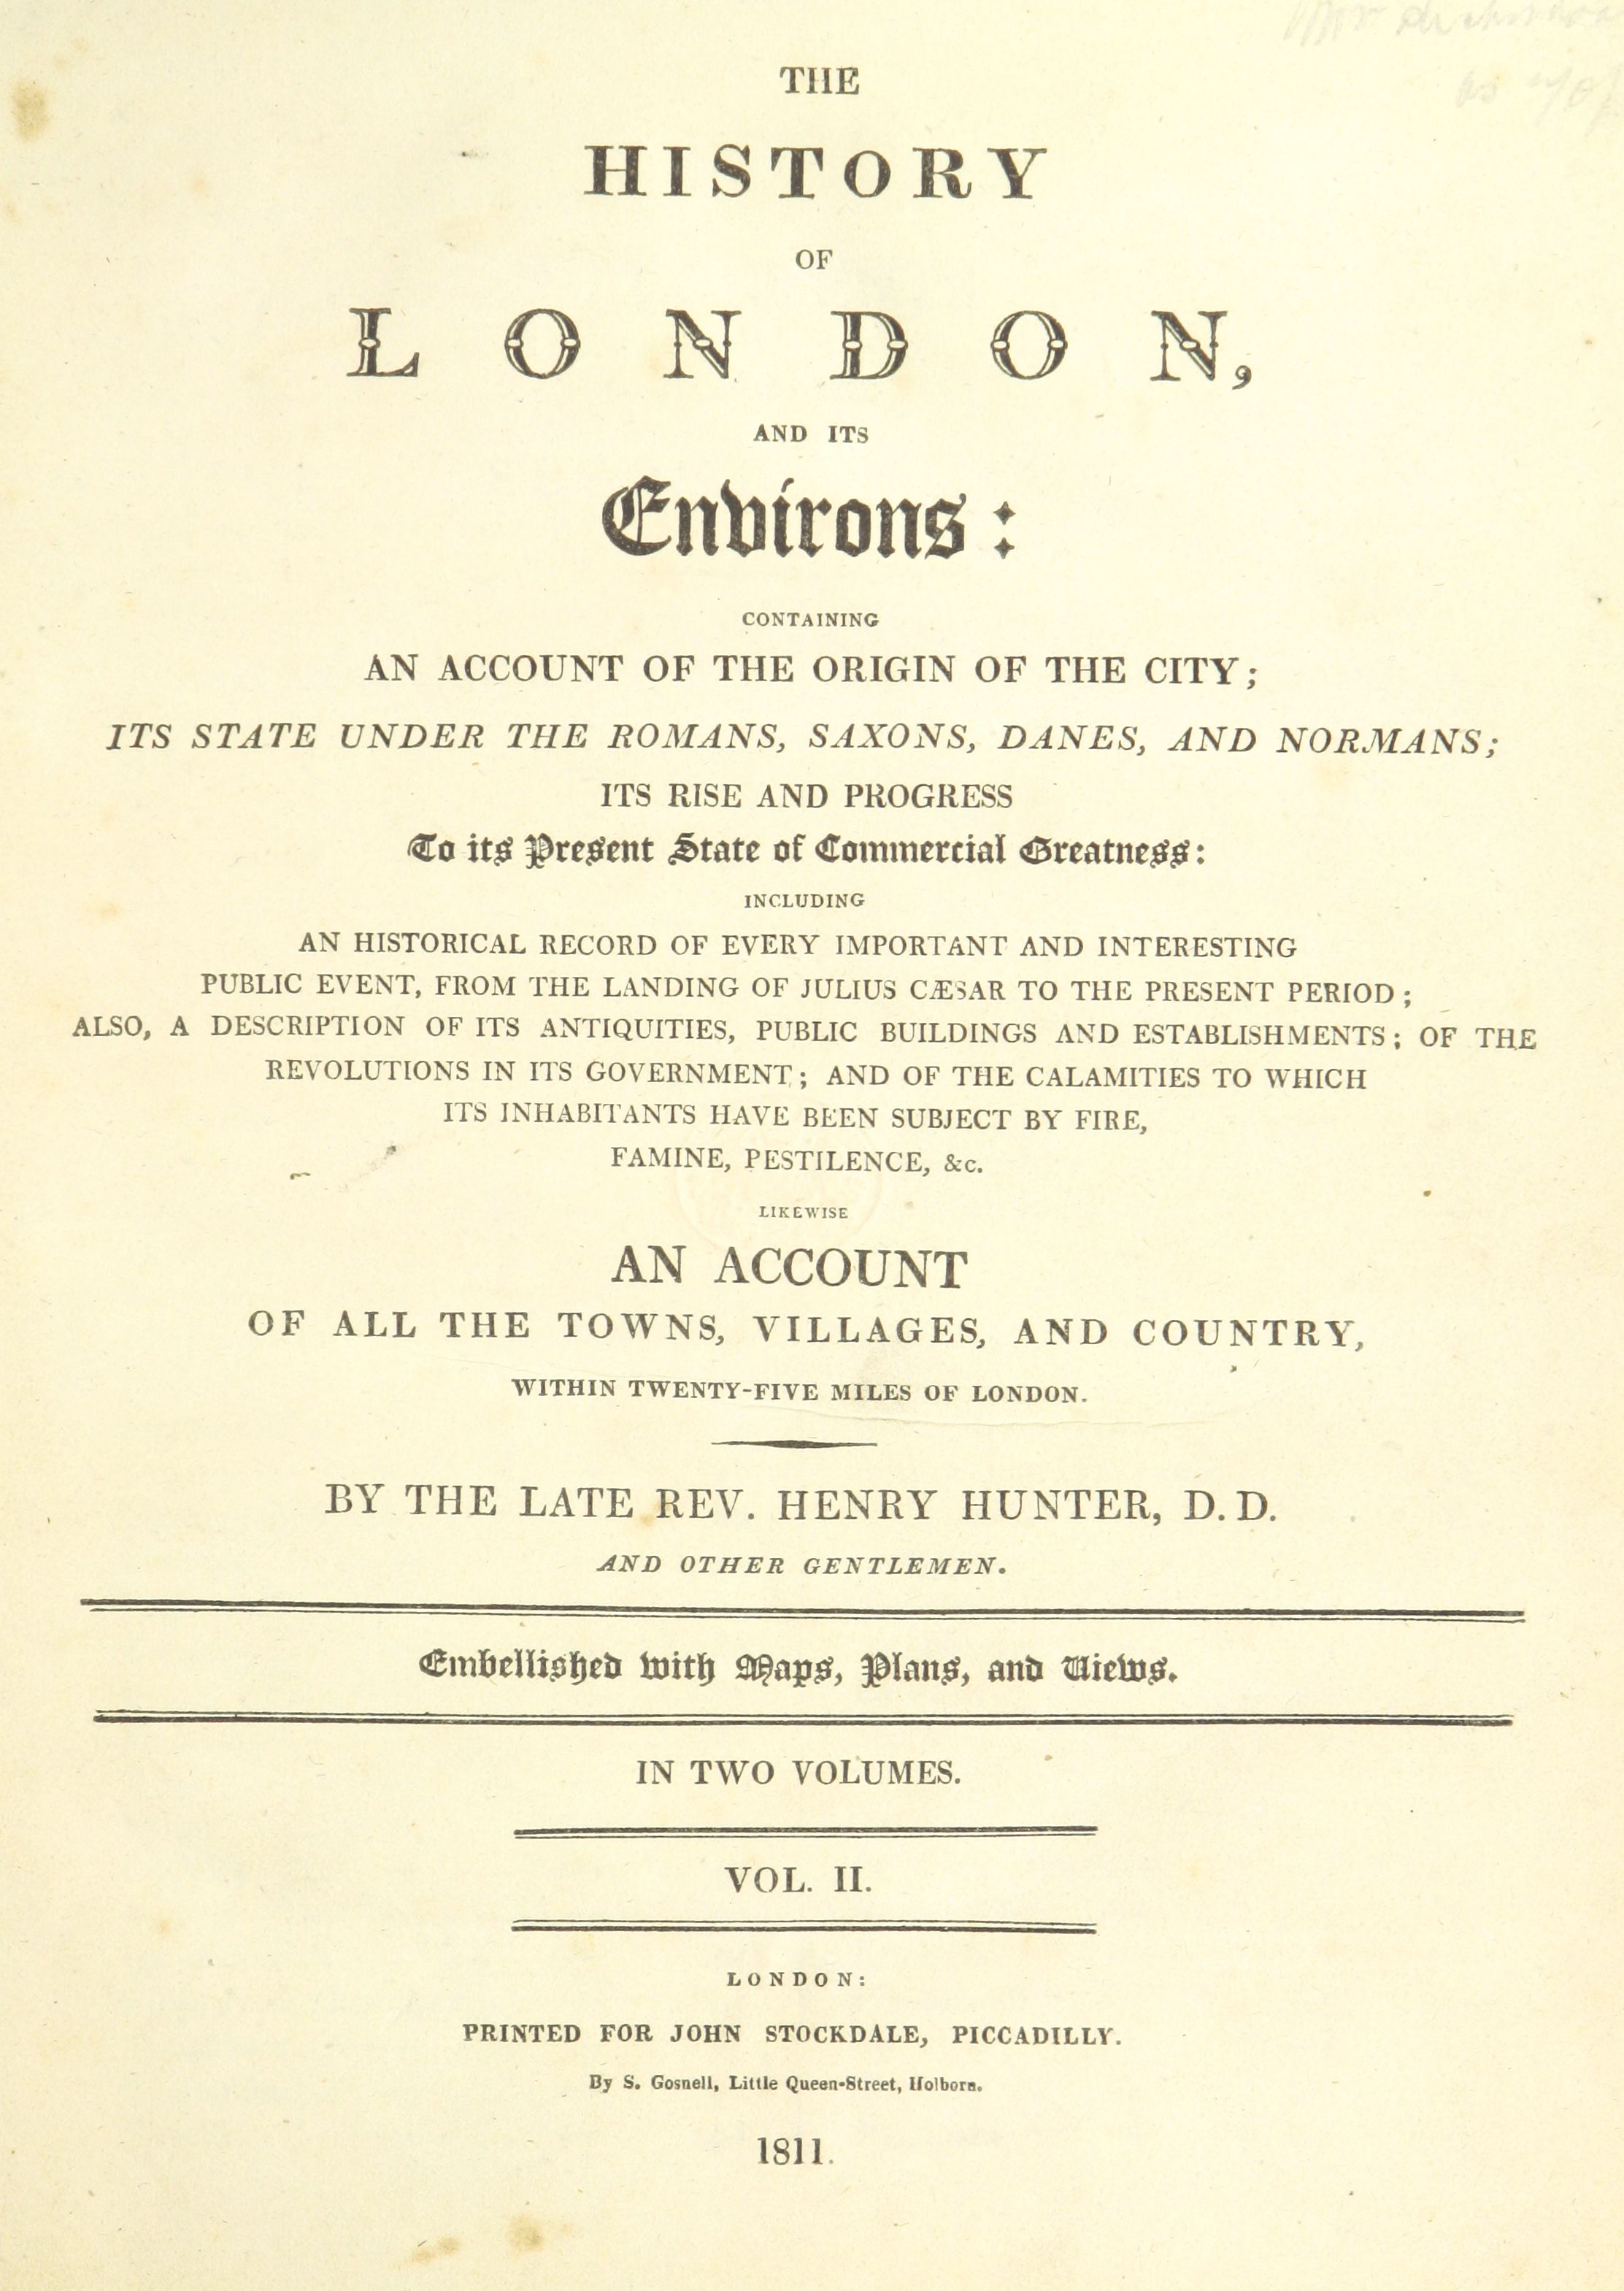 THE
HISTORY
OF
LONDON,
AND ITS
Environs:
CONTAINING
AN ACCOUNT OF THE ORIGIN OF THE CITY;
ITS STATE UNDER THE ROMANS, SAXONS, DANES, AND NORMANS;
ITS RISE AND PROGRESS
To its Present State of Commercial Greatness:
INCLUDING
AN HISTORICAL RECORD OF EVERY IMPORTANT AND INTERESTING
PUBLIC EVENT, FROM THE LANDING OF JULIUS CÆSAR TO THE PRESENT PERIOD;
ALSO, A DESCRIPTION OF ITS ANTIQUITIES, PUBLIC BUILDINGS AND ESTABLISHMENTS; OF THE
REVOLUTIONS IN ITS GOVERNMENT; AND OF THE CALAMITIES TO WHICH
ITS INHABITANTS HAVE BEEN SUBJECT BY FIRE,
FAMINE, PESTILENCE, &c.
LIKEWISE
AN ACCOUNT
OF ALL THE TOWNS, VILLAGES, AND COUNTRY,
WITHIN TWENTY-FIVE MILES OF LONDON.
BY THE LATE REV. HENRY HUNTER, D.D.
AND OTHER GENTLEMEN.
Embellished with Maps, Plans, and Views.
IN TWO VOLUMES.
VOL. II.
LONDON:
PRINTED FOR JOHN STOCKDALE, PICCADILLY.
By S. Gosnell, Little Queen-Street, Holborn.
1811.